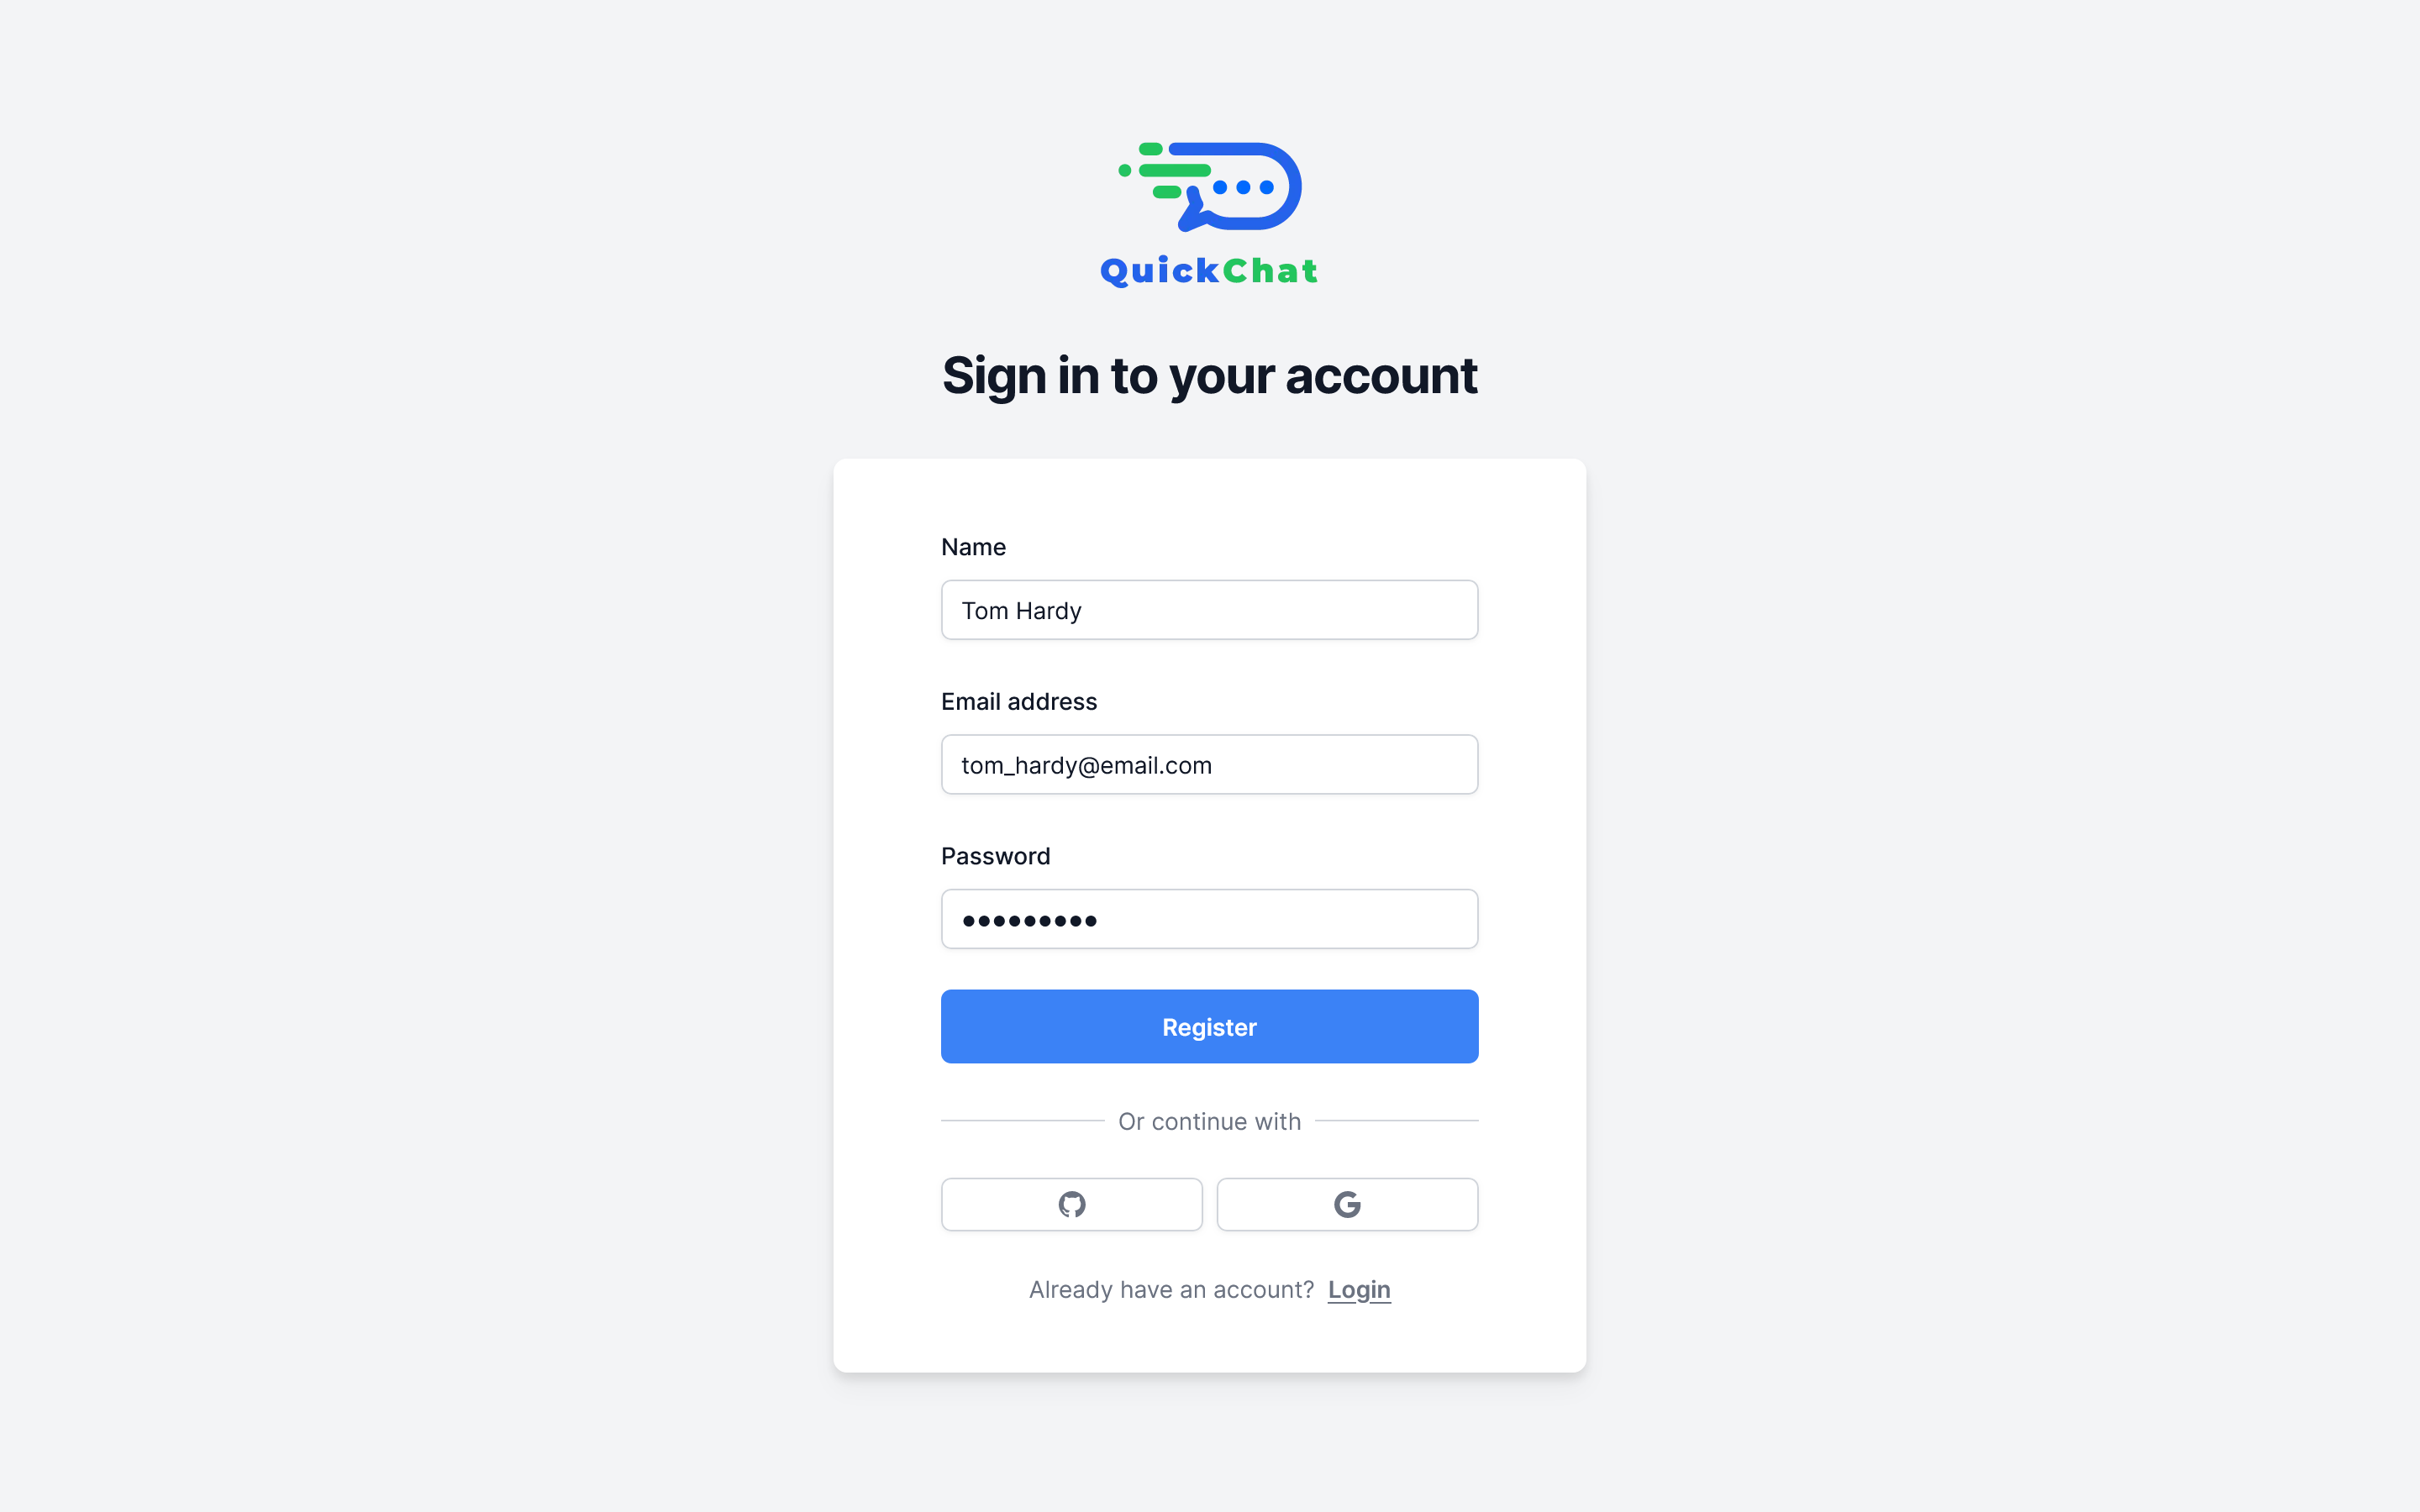 QuickChat
Sign in to your account
Name
Tom Hardy
Email address
tom_hardy@email.com
Password
●●●●●●●●●
Register
Or continue with
G
Already have an account? Login